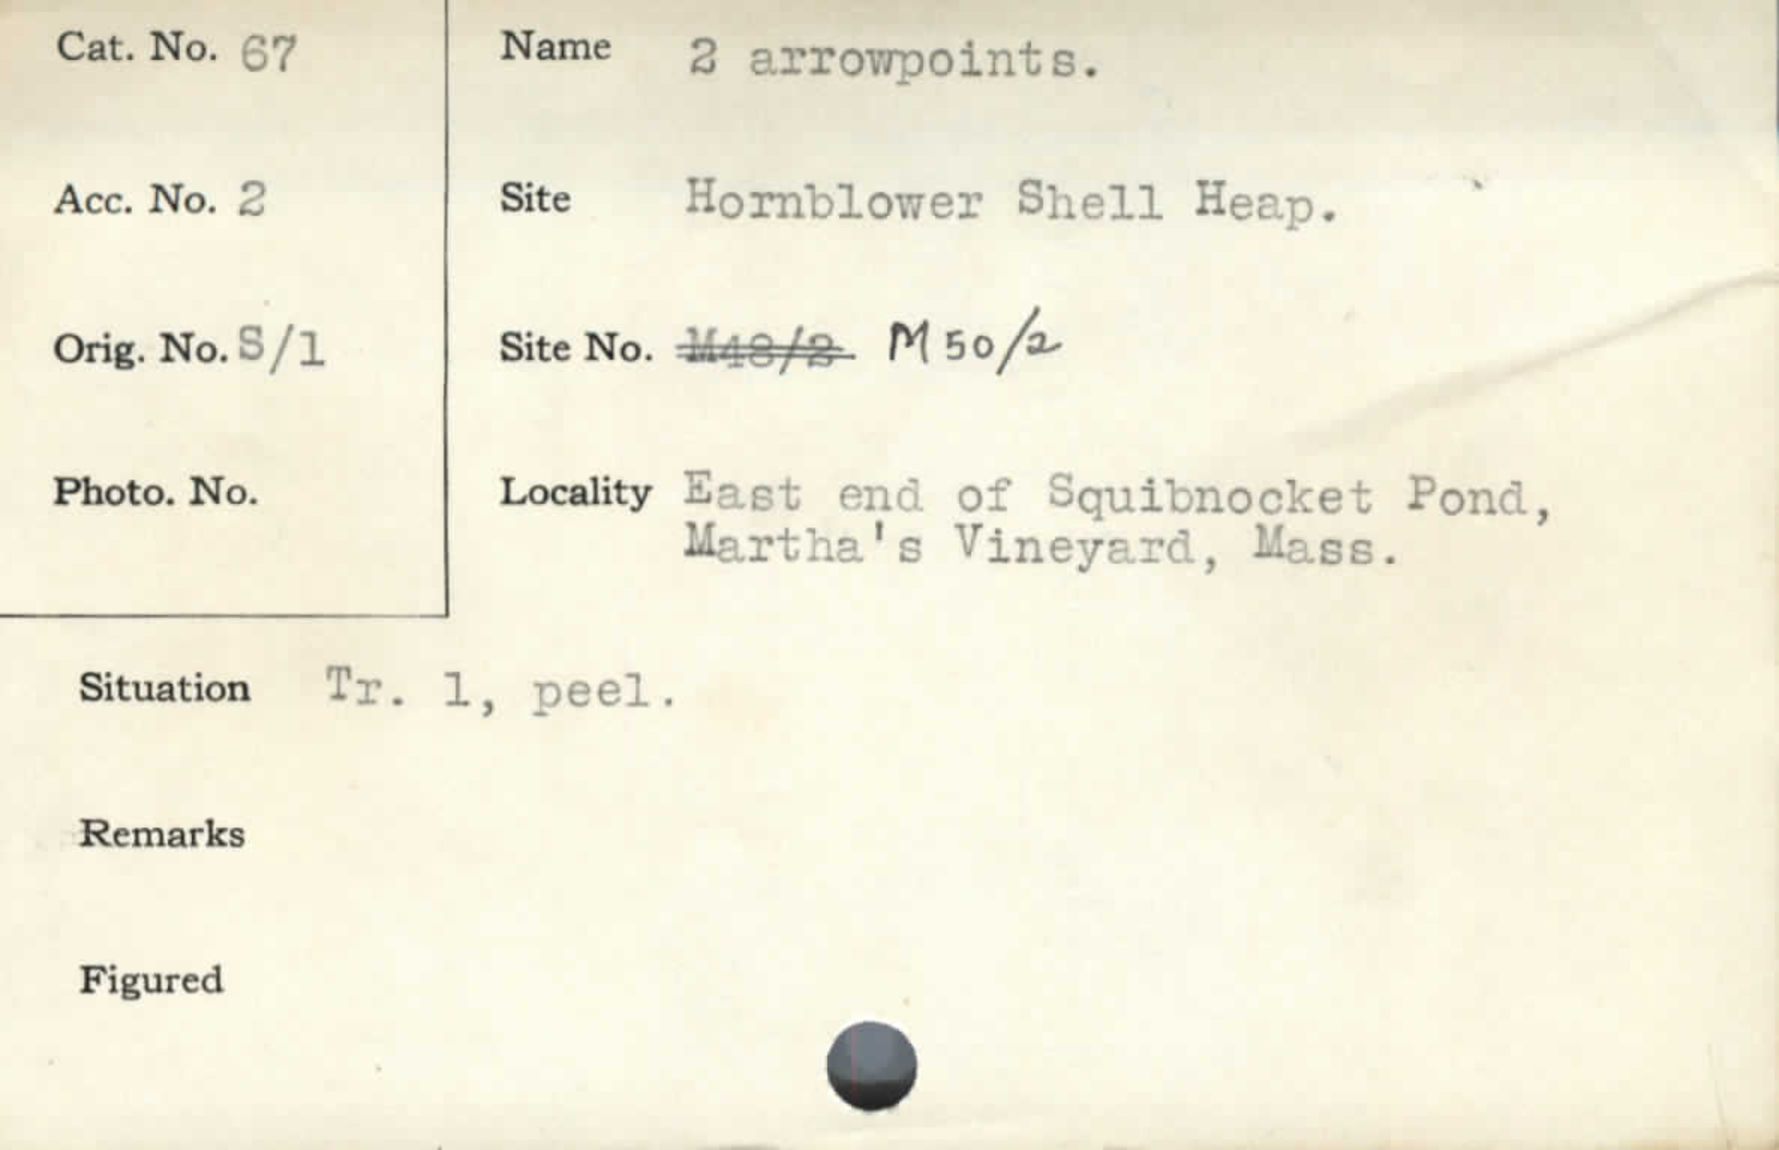 Cat. No. 67
Acc. No. 2
Orig. No. S/1
Photo. No.
Name 2 arrowpoints.
Site Hornblower Shell Heap.
Site No. M48/2. M50/2
Locality East end of Squibnocket Pond,
Martha's Vineyard, Mass.
Situation Tr. 1, peel.
Remarks
Figured